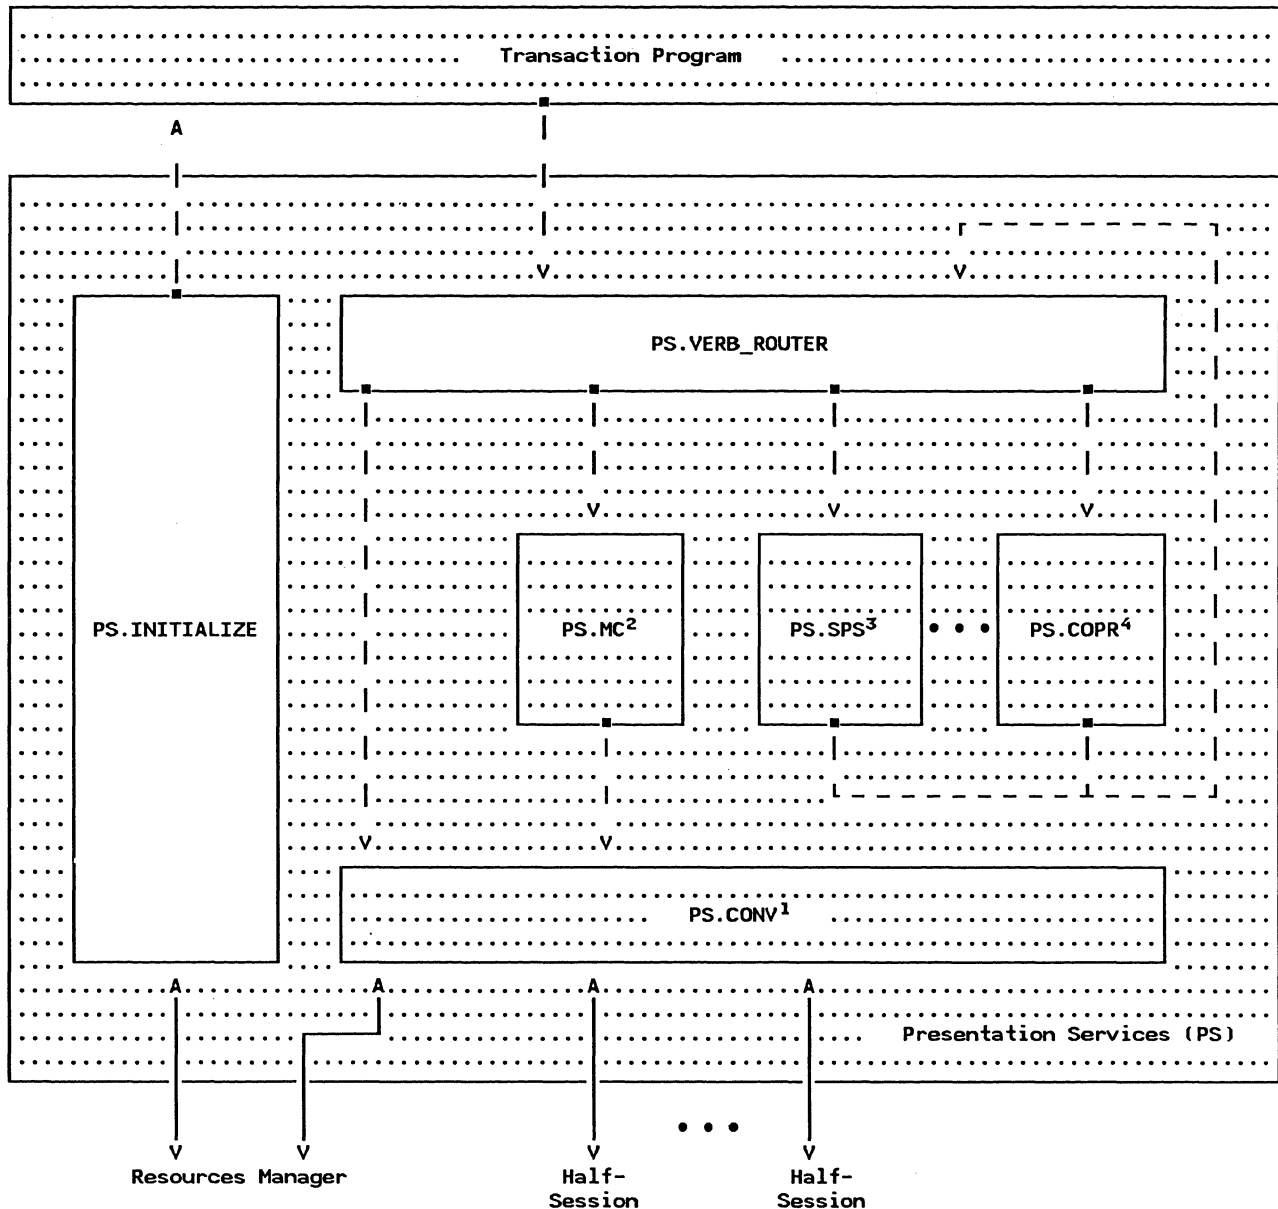 Transaction Program
PS.VERB_ROUTER
PS.INITIALIZE
PS.MC²
PS.SPS³
PS.COPR⁴
PS.CONV¹
Presentation Services (PS)
Resources Manager
Half-
Session
Half-
Session